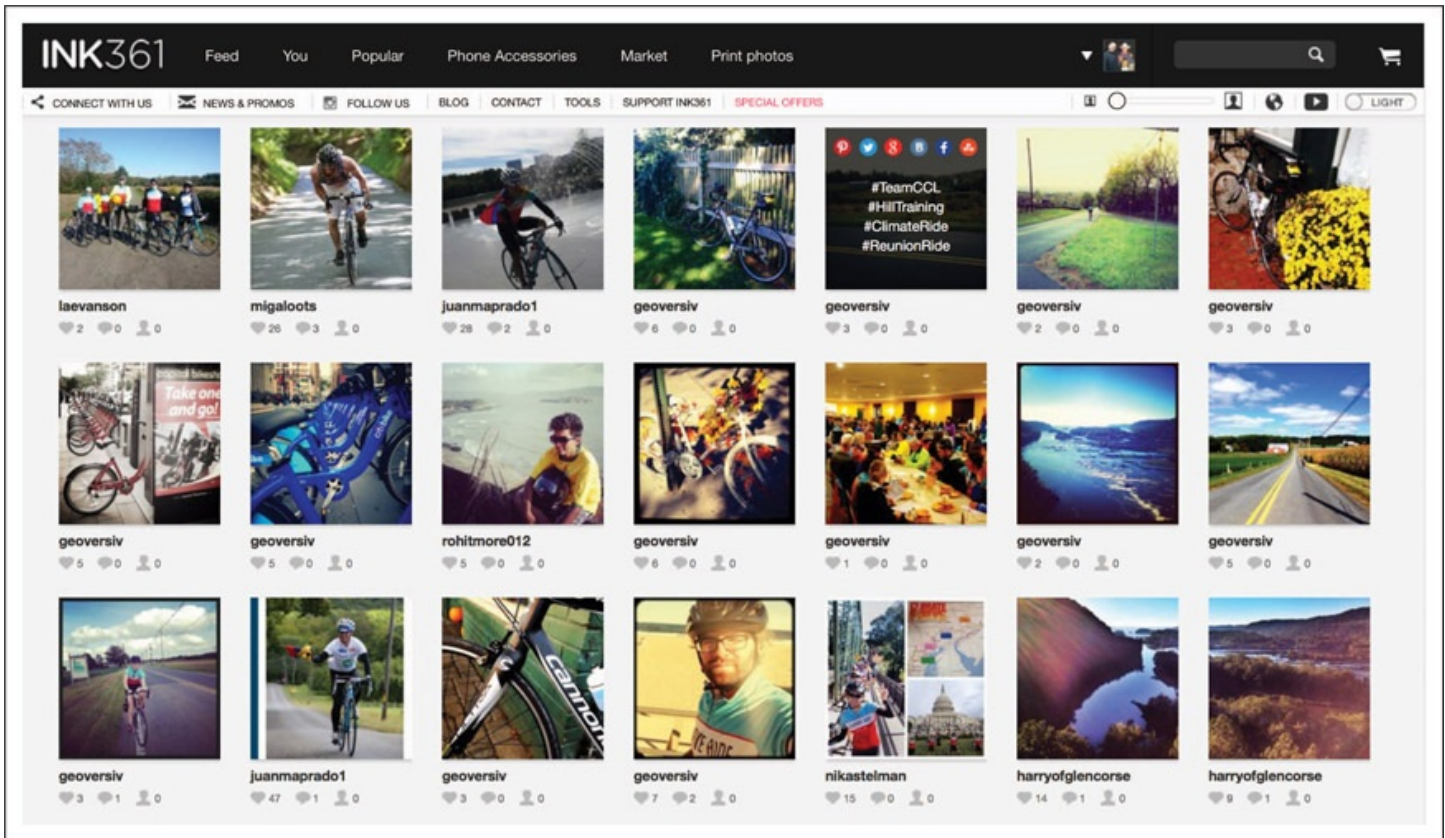 INK361 Feed You Popular Phone Accessories Market Print photos
CONNECT WITH US NEWS & PROMOS FOLLOW US BLOG CONTACT TOOLS SUPPORT INK361 SPECIAL OFFERS LIGHT
#TeamCCL
#HillTraining
#ClimateRide
#ReunionRide
laevanson migaloots juanmaprado1 geoversiv geoversiv geoversiv geoversiv
2 0 0 26 3 0 28 2 0 6 0 0 3 0 0 2 0 0 3 0 0
capital bikeshare
Take one
and go!
geoversiv geoversiv rohitmore012 geoversiv geoversiv geoversiv geoversiv
5 0 0 5 0 0 5 0 0 6 0 0 1 0 0 2 0 0 5 0 0
cannon
CLIMATE
geoversiv juanmaprado1 geoversiv geoversiv nikastelman harryofglencorse harryofglencorse
3 1 0 47 1 0 3 0 0 7 2 0 15 0 0 14 1 0 9 1 0